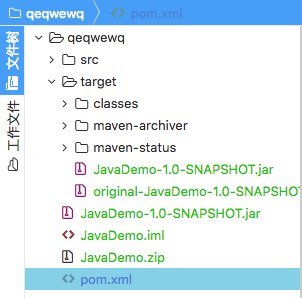 qeqwewq pom.xml
文件树
工作文件
qeqwewq
src
target
classes
maven-archiver
maven-status
JavaDemo-1.0-SNAPSHOT.jar
original-JavaDemo-1.0-SNAPSHO
JavaDemo-1.0-SNAPSHOT.jar
JavaDemo.iml
JavaDemo.zip
pom.xml